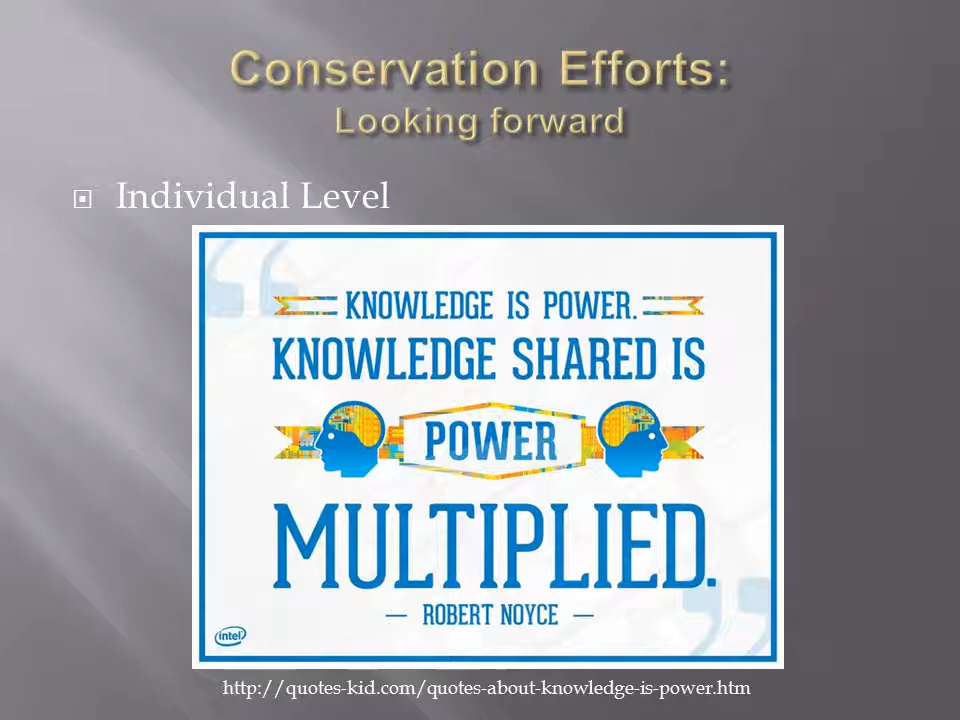 Conservation Efforts:
Looking forward
Individual Level
KNOWLEDGE IS POWER.
KNOWLEDGE SHARED IS
POWER
MULTIPLIED.
— ROBERT NOYCE —
intel
http://quotes-kid.com/quotes-about-knowledge-is-power.htm